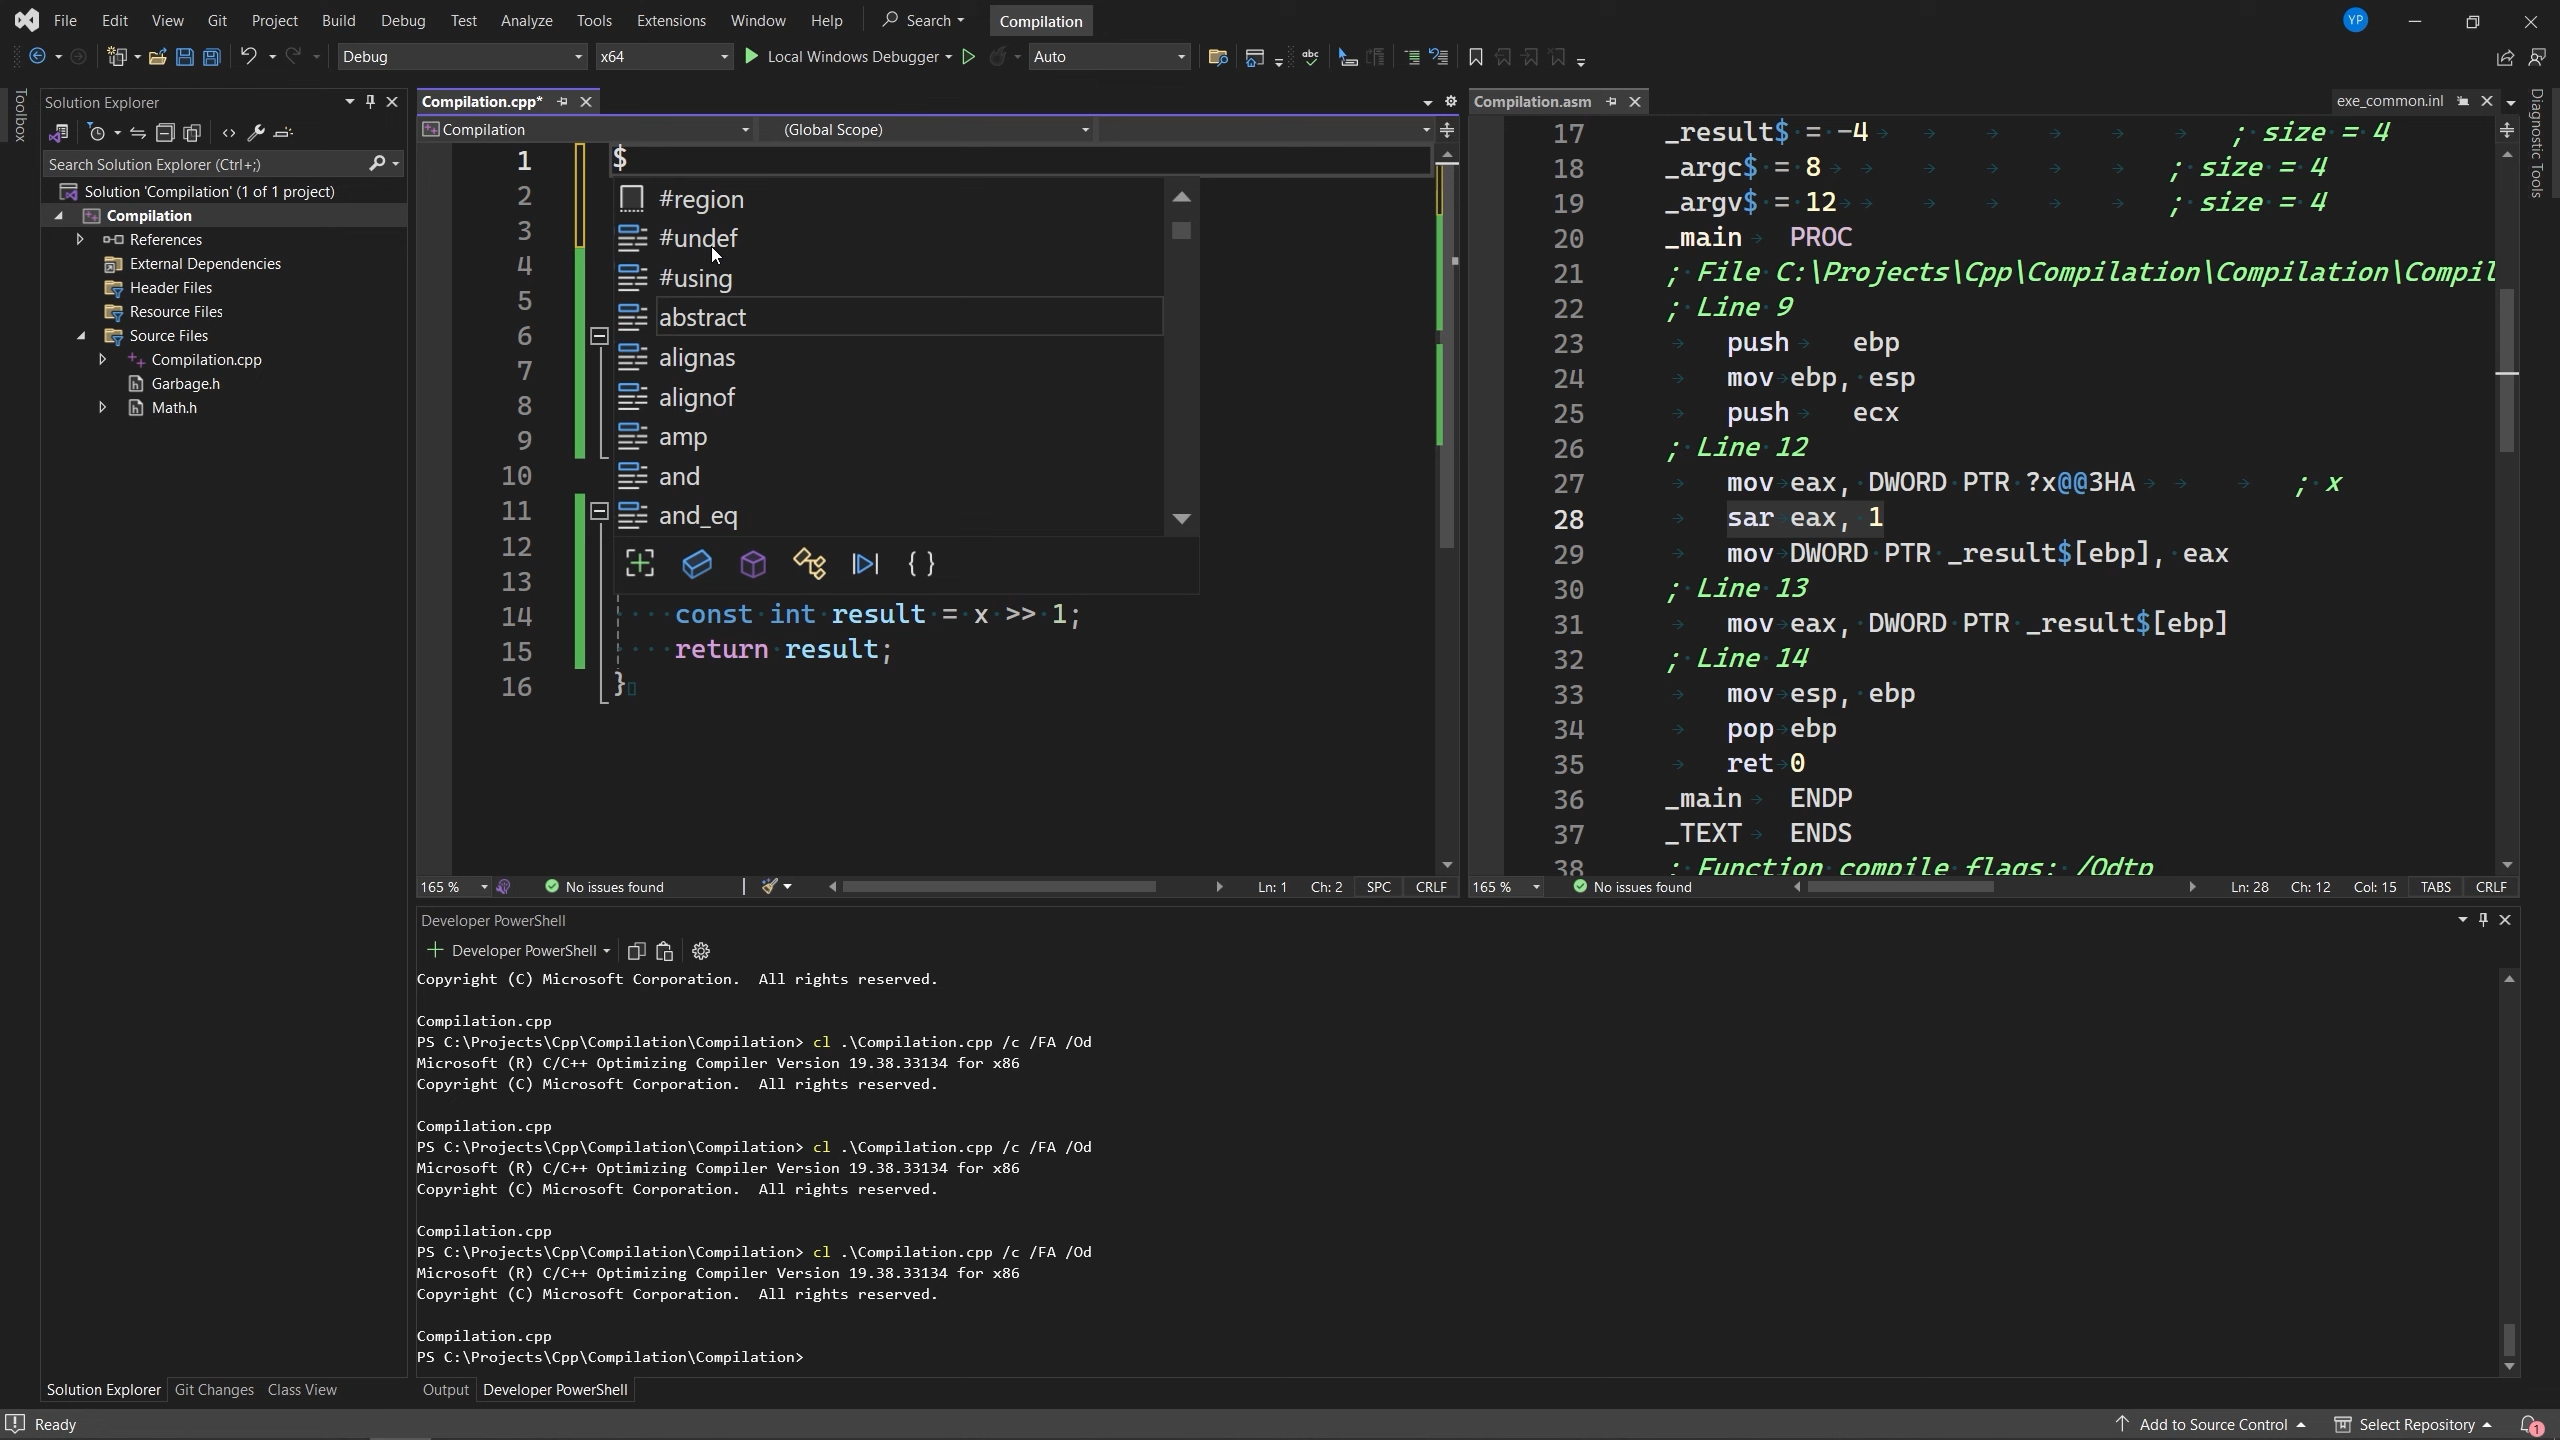 File Edit View Git Project Build Debug Test Analyze Tools Extensions Window Help Search Compilation YP
Debug x64 Local Windows Debugger Auto
Toolbox
Solution Explorer
Search Solution Explorer (Ctrl+;)
Solution 'Compilation' (1 of 1 project)
Compilation
References
External Dependencies
Header Files
Resource Files
Source Files
Compilation.cpp
Garbage.h
Math.h
Solution Explorer Git Changes Class View
Compilation.cpp*
Compilation (Global Scope)
1 $
2
3
4
5
6
7
8
9
10
11
12
13
14 const int result = x >> 1;
15 return result;
16 }
#region
#undef
#using
abstract
alignas
alignof
amp
and
and_eq
{ }
165 % No issues found Ln: 1 Ch: 2 SPC CRLF
Compilation.asm exe_common.inl
17 _result$ = -4 ; size = 4
18 _argc$ = 8 ; size = 4
19 _argv$ = 12 ; size = 4
20 _main PROC
21 ; File C:\Projects\Cpp\Compilation\Compilation\Compil
22 ; Line 9
23 push ebp
24 mov ebp, esp
25 push ecx
26 ; Line 12
27 mov eax, DWORD PTR ?x@@3HA ; x
28 sar eax, 1
29 mov DWORD PTR _result$[ebp], eax
30 ; Line 13
31 mov eax, DWORD PTR _result$[ebp]
32 ; Line 14
33 mov esp, ebp
34 pop ebp
35 ret 0
36 _main ENDP
37 _TEXT ENDS
38 ; Function compile flags: /Odtp
165 % No issues found Ln: 28 Ch: 12 Col: 15 TABS CRLF
Diagnostic Tools
Developer PowerShell
Developer PowerShell
Copyright (C) Microsoft Corporation. All rights reserved.
Compilation.cpp
PS C:\Projects\Cpp\Compilation\Compilation> cl .\Compilation.cpp /c /FA /Od
Microsoft (R) C/C++ Optimizing Compiler Version 19.38.33134 for x86
Copyright (C) Microsoft Corporation. All rights reserved.
Compilation.cpp
PS C:\Projects\Cpp\Compilation\Compilation> cl .\Compilation.cpp /c /FA /Od
Microsoft (R) C/C++ Optimizing Compiler Version 19.38.33134 for x86
Copyright (C) Microsoft Corporation. All rights reserved.
Compilation.cpp
PS C:\Projects\Cpp\Compilation\Compilation> cl .\Compilation.cpp /c /FA /Od
Microsoft (R) C/C++ Optimizing Compiler Version 19.38.33134 for x86
Copyright (C) Microsoft Corporation. All rights reserved.
Compilation.cpp
PS C:\Projects\Cpp\Compilation\Compilation>
Output Developer PowerShell
Ready Add to Source Control Select Repository 1